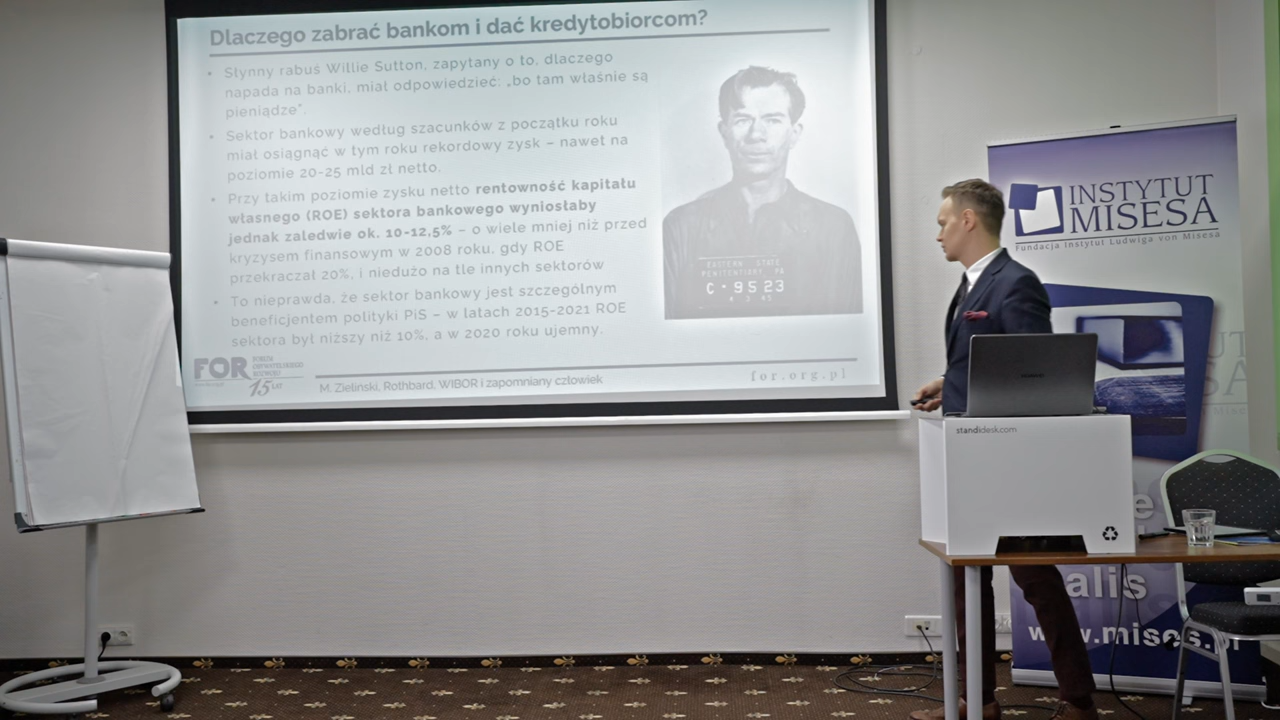 Dlaczego zabrać bankom i dać kredytobiorcom?
• Słynny rabuś Willie Sutton, zapytany o to, dlaczego
napada na banki, miał odpowiedzieć: „bo tam właśnie są
pieniądze".
• Sektor bankowy według szacunków z początku roku
miał osiągnąć w tym roku rekordowy zysk – nawet na
poziomie 20-25 mld zł netto.
• Przy takim poziomie zysku netto rentowność kapitału
własnego (ROE) sektora bankowego wyniosłaby
jednak zaledwie ok. 10-12,5% – o wiele mniej niż przed
kryzysem finansowym w 2008 roku, gdy ROE
przekraczał 20%, i niedużo na tle innych sektorów
• To nieprawda, że sektor bankowy jest szczególnym
beneficjentem polityki PiS – w latach 2015-2021 ROE
sektora był niższy niż 10%, a w 2020 roku ujemny.
EASTERN STATE
PENITENTIARY, PA
C-9523
FOR
FORUM
OBYWATELSKIEGO
ROZWOJU
15 LAT
M. Zieliński, Rothbard, WIBOR i zapomniany człowiek
for.org.pl
INSTYTUT
MISESA
Fundacja Instytut Ludwiga von Misesa
standidesk.com
e
alis
www.mises.pl